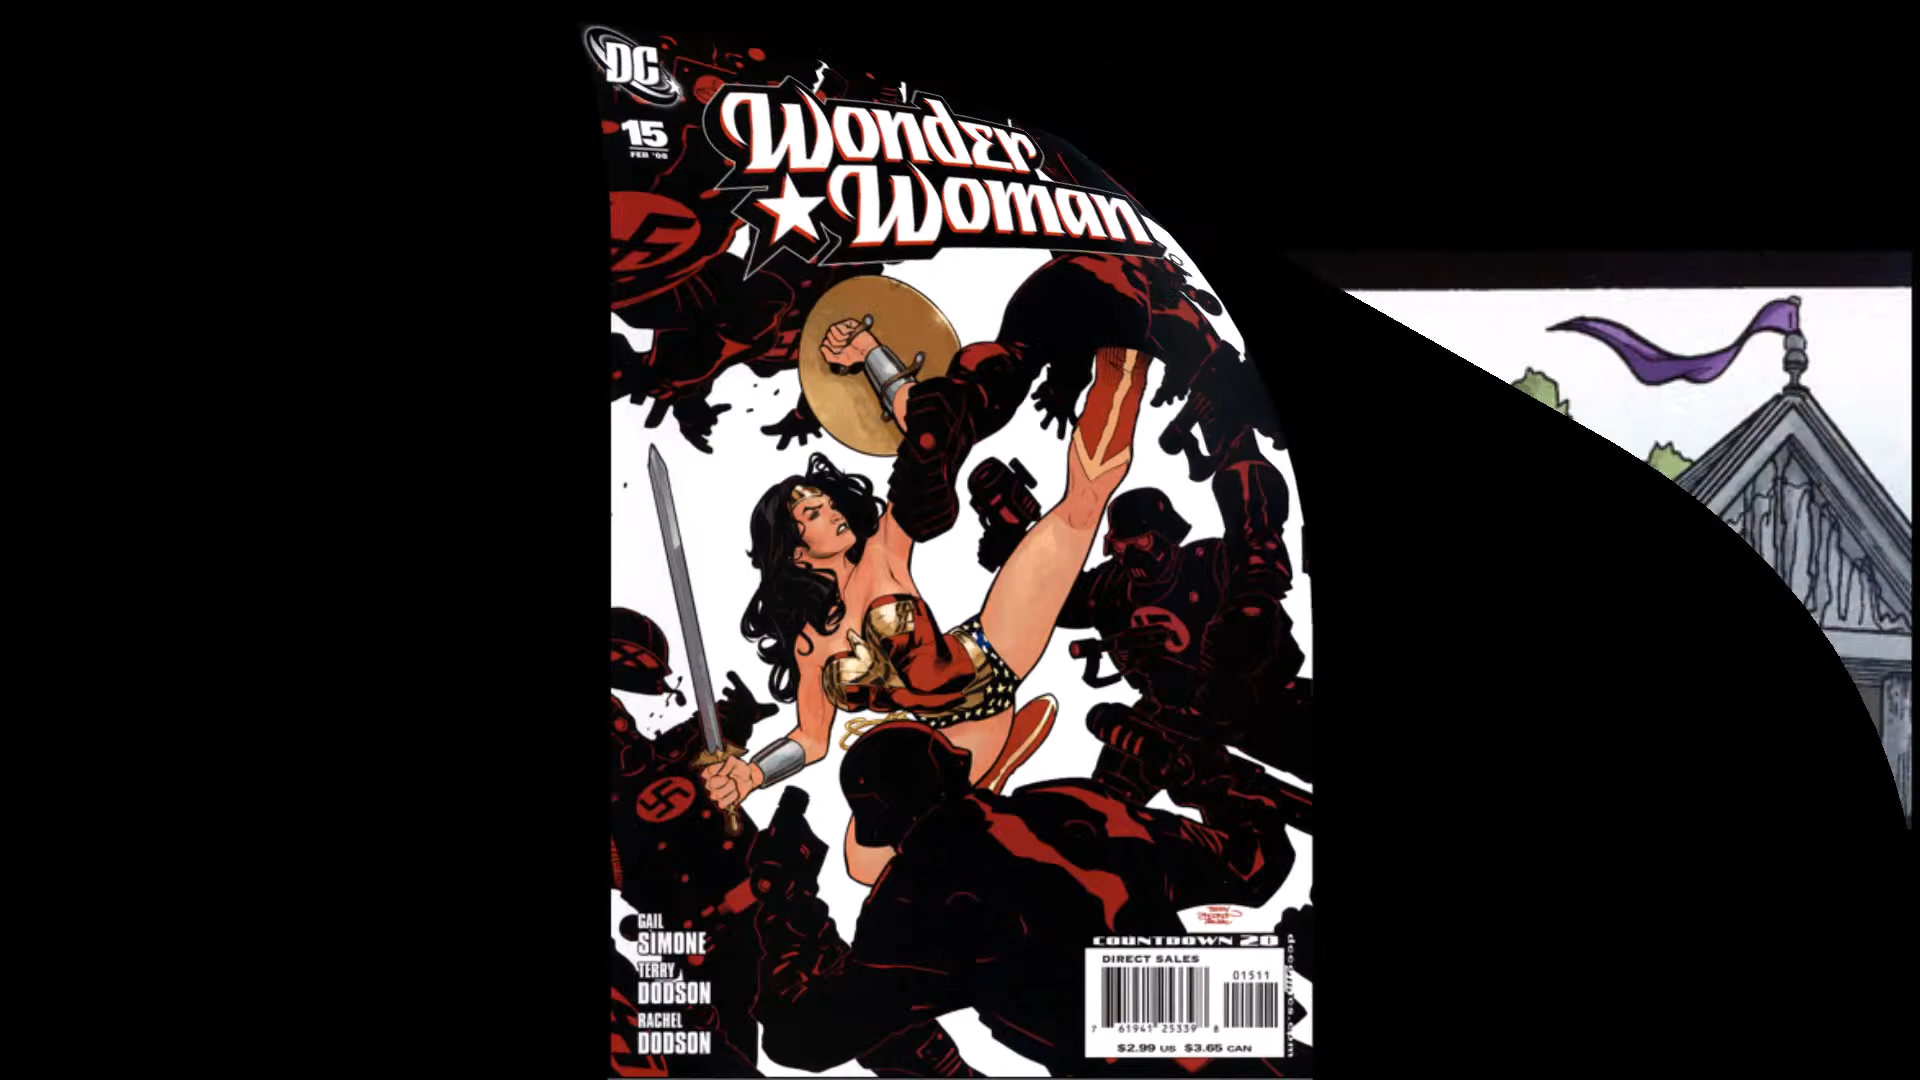 DC
15
FEB '08
Wonder
Woman
GAIL
SIMONE
TERRY
DODSON
RACHEL
DODSON
COUNTDOWN 20
DIRECT SALES
01511
7 61941 25339 8
$2.99 US $3.65 CAN